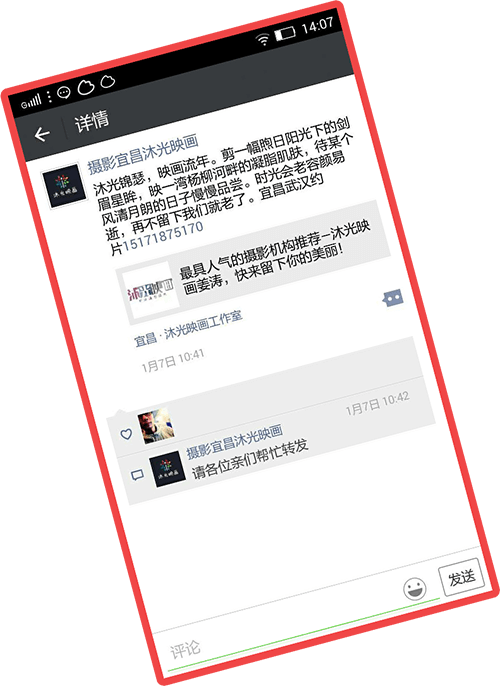 14:07
详情
摄影宜昌沐光映画
沐光锦瑟，映画流年。剪一幅煦日阳光下的剑
眉星眸，映一湾杨柳河畔的凝脂肌肤，待某个
风清月朗的日子慢慢品尝。时光会老容颜易
逝，再不留下我们就老了。宜昌武汉约
片15171875170
最具人气的摄影机构推荐-沐光映
画姜涛，快来留下你的美丽！
宜昌·沐光映画工作室
1月7日 10:41
摄影宜昌沐光映画
1月7日 10:42
请各位亲们帮忙转发
评论
发送